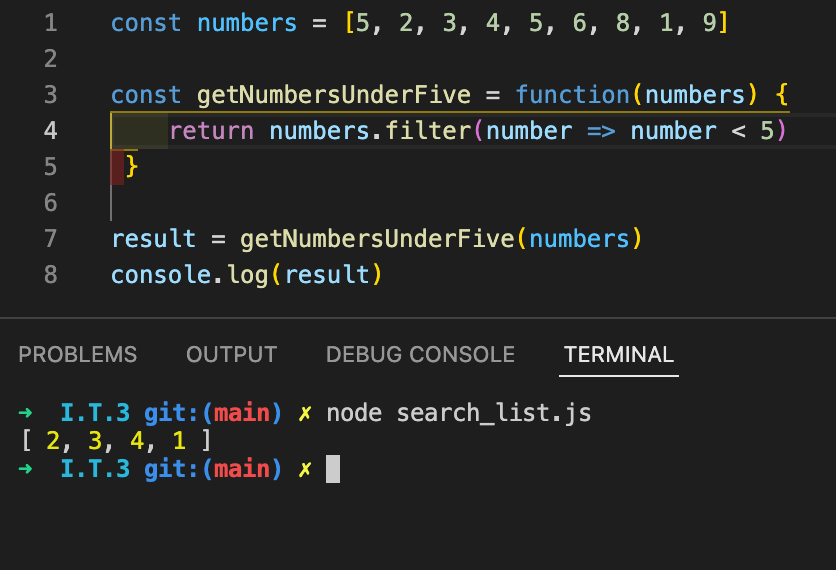 1 const numbers = [5, 2, 3, 4, 5, 6, 8, 1, 9]
2
3 const getNumbersUnderFive = function(numbers) {
4 return numbers.filter(number => number < 5)
5 }
6
7 result = getNumbersUnderFive(numbers)
8 console.log(result)
PROBLEMS OUTPUT DEBUG CONSOLE TERMINAL
➜ I.T.3 git:(main) ✗ node search_list.js
[ 2, 3, 4, 1 ]
➜ I.T.3 git:(main) ✗